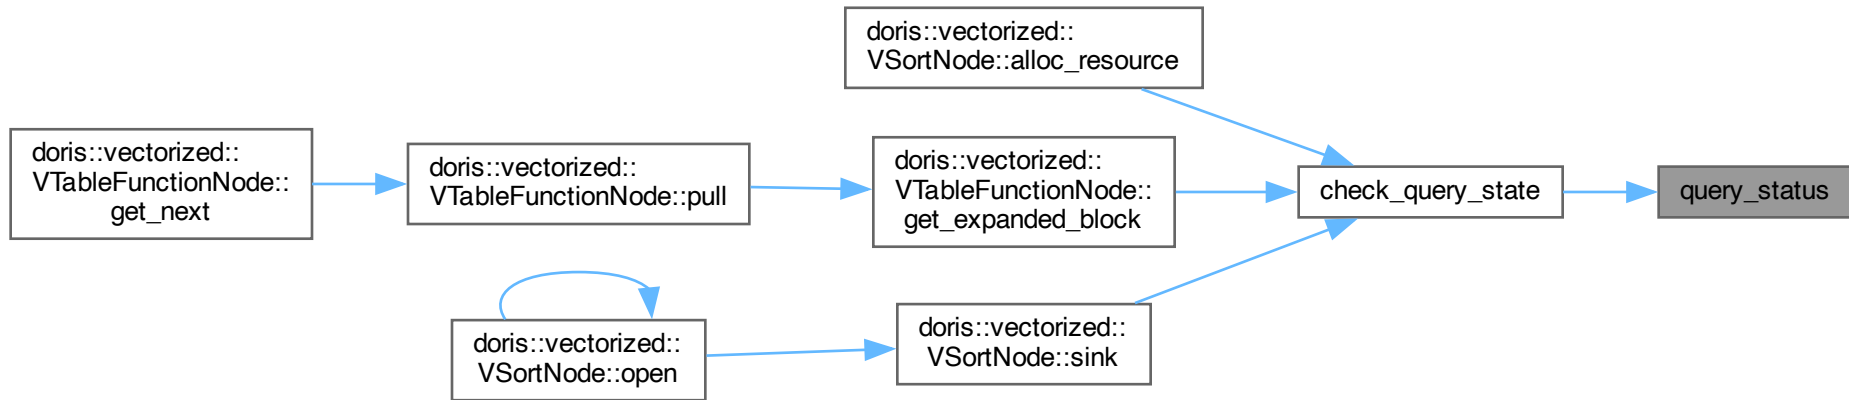 doris::vectorized::
VSortNode::alloc_resource
doris::vectorized::
VTableFunctionNode::
get_next
doris::vectorized::
VTableFunctionNode::pull
doris::vectorized::
VTableFunctionNode::
get_expanded_block
check_query_state
query_status
doris::vectorized::
VSortNode::open
doris::vectorized::
VSortNode::sink